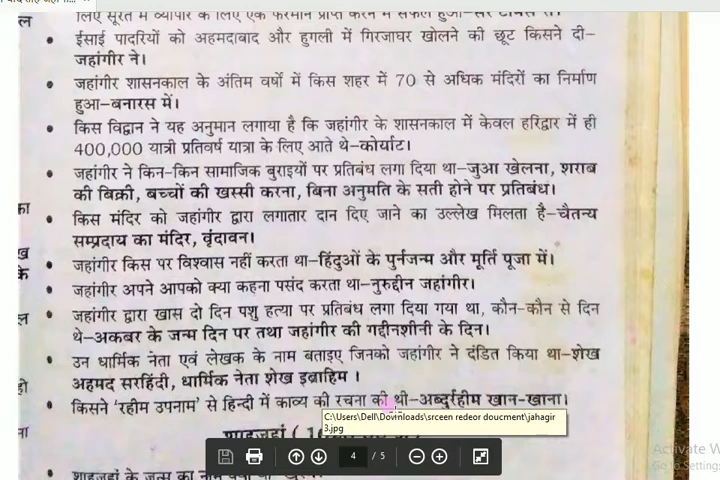 लिए सूरत में व्यापार के लिए एक फरमान प्राप्त करने में सफल हुआ–सर टॉमस रो।
• ईसाई पादरियों को अहमदाबाद और हुगली में गिरजाघर खोलने की छूट किसने दी–
जहांगीर ने।
• जहांगीर शासनकाल के अंतिम वर्षों में किस शहर में 70 से अधिक मंदिरों का निर्माण
हुआ–बनारस में।
• किस विद्वान ने यह अनुमान लगाया है कि जहांगीर के शासनकाल में केवल हरिद्वार में ही
400,000 यात्री प्रतिवर्ष यात्रा के लिए आते थे–कोर्याट।
• जहांगीर ने किन-किन सामाजिक बुराइयों पर प्रतिबंध लगा दिया था–जुआ खेलना, शराब
की बिक्री, बच्चों की खस्सी करना, बिना अनुमति के सती होने पर प्रतिबंध।
• किस मंदिर को जहांगीर द्वारा लगातार दान दिए जाने का उल्लेख मिलता है–चैतन्य
सम्प्रदाय का मंदिर, वृंदावन।
• जहांगीर किस पर विश्वास नहीं करता था–हिंदुओं के पुर्नजन्म और मूर्ति पूजा में।
• जहांगीर अपने आपको क्या कहना पसंद करता था–नुरुद्दीन जहांगीर।
• जहांगीर द्वारा खास दो दिन पशु हत्या पर प्रतिबंध लगा दिया गया था, कौन-कौन से दिन
थे–अकबर के जन्म दिन पर तथा जहांगीर की गद्दीनशीनी के दिन।
• उन धार्मिक नेता एवं लेखक के नाम बताइए जिनको जहांगीर ने दंडित किया था–शेख
अहमद सरहिंदी, धार्मिक नेता शेख इब्राहिम ।
• किसने ‘रहीम उपनाम’ से हिन्दी में काव्य की रचना की थी–अब्दुर्रहीम खान-खाना।
C:\Users\Dell\Downloads\srceen redeor doucment\jahagir
3.jpg
शाहजहां
4 / 5
Activate W
Go to Settings
• शाहजहां के